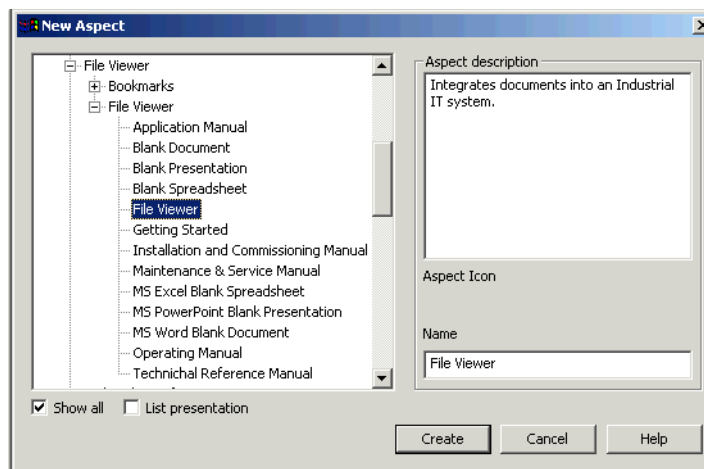 New Aspect
File Viewer
Bookmarks
File Viewer
Application Manual
Blank Document
Blank Presentation
Blank Spreadsheet
File Viewer
Getting Started
Installation and Commissioning Manual
Maintenance & Service Manual
MS Excel Blank Spreadsheet
MS PowerPoint Blank Presentation
MS Word Blank Document
Operating Manual
Technichal Reference Manual
Show all
List presentation
Aspect description
Integrates documents into an Industrial
IT system.
Aspect Icon
Name
File Viewer
Create
Cancel
Help